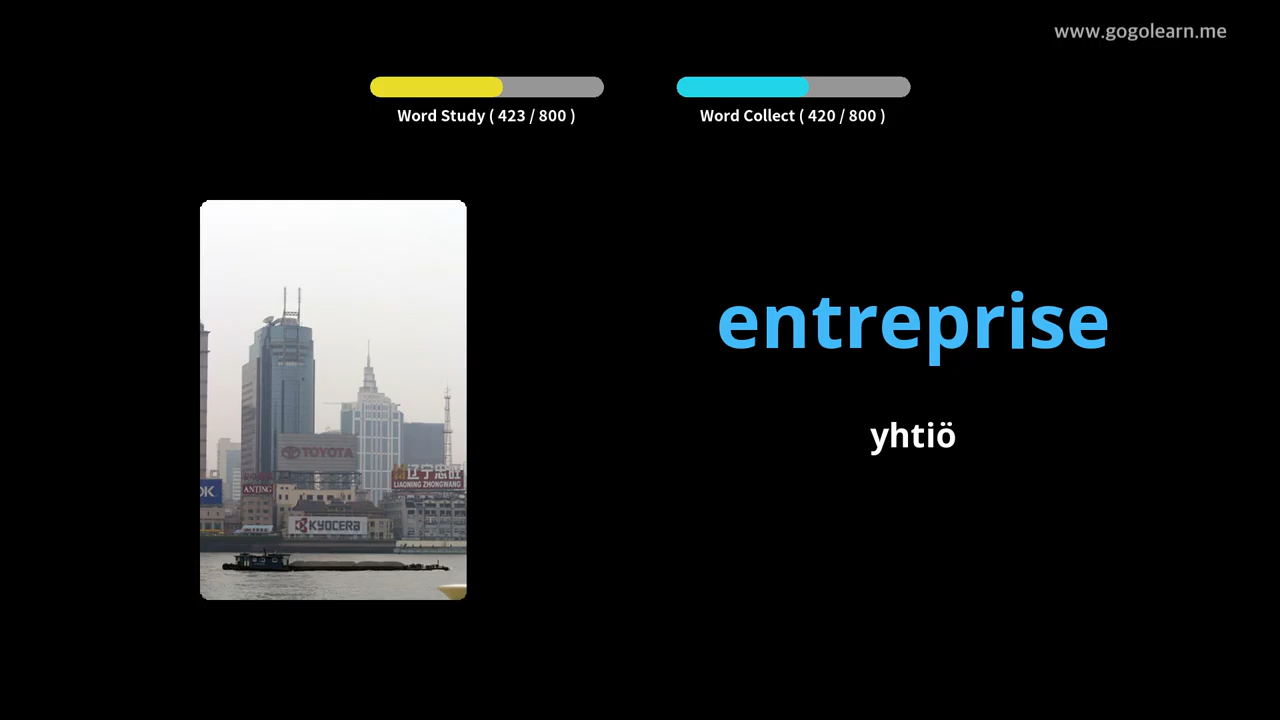 www.gogolearn.me
Word Study ( 423 / 800 )
Word Collect ( 420 / 800 )
entreprise
yhtiö
TOYOTA
辽宁忠旺
LIAONING ZHONGWANG
OK
ANTING
KYOCERA